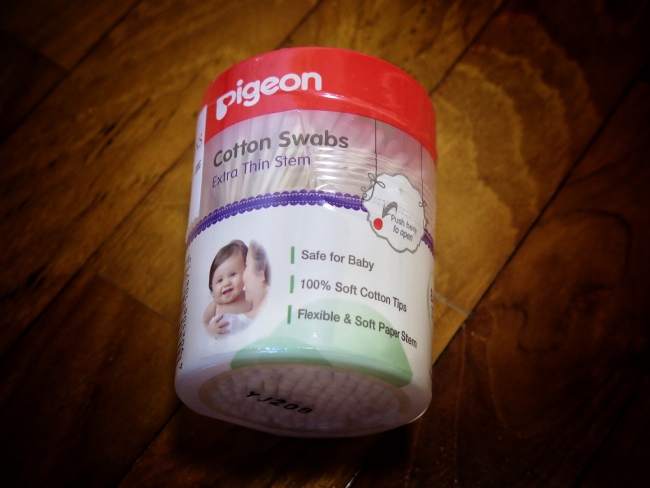 Pigeon
Cotton Swabs
Extra Thin Stem
Push here
to open
Safe for Baby
100% Soft Cotton Tips
Flexible & Soft Paper Stem
YJ208